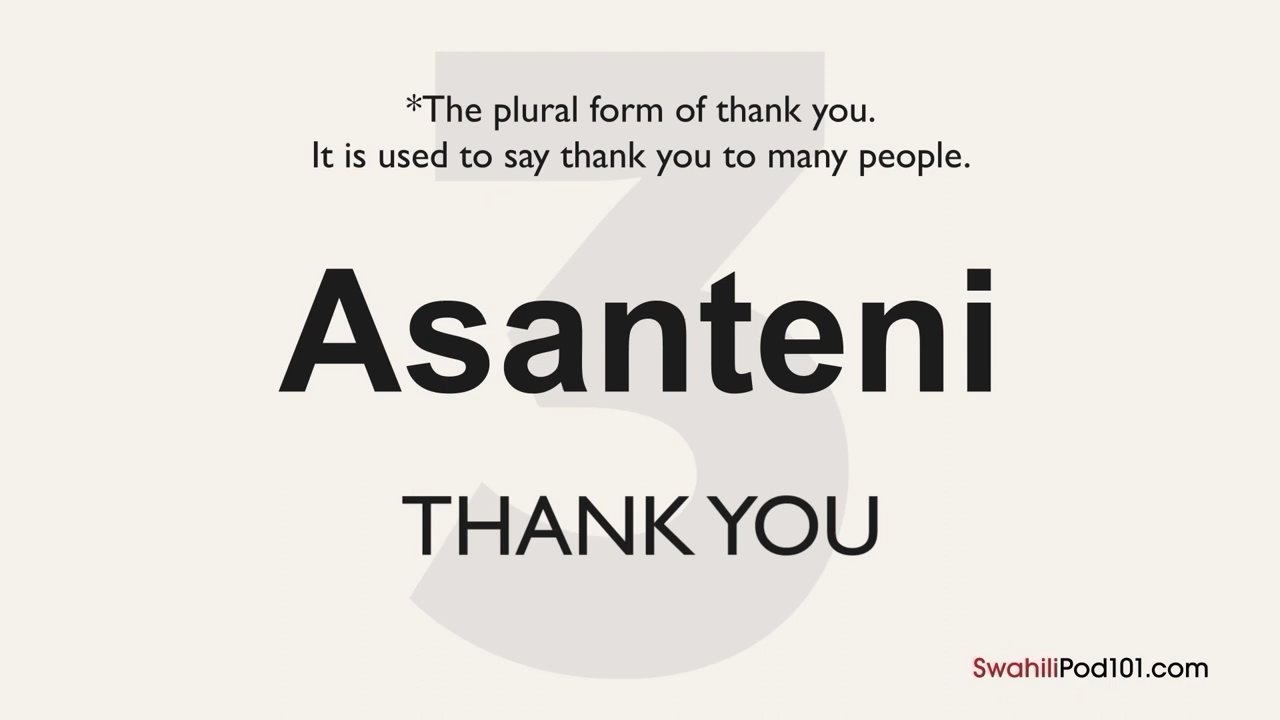 3
*The plural form of thank you.
It is used to say thank you to many people.
Asanteni
THANK YOU
SwahiliPod101.com